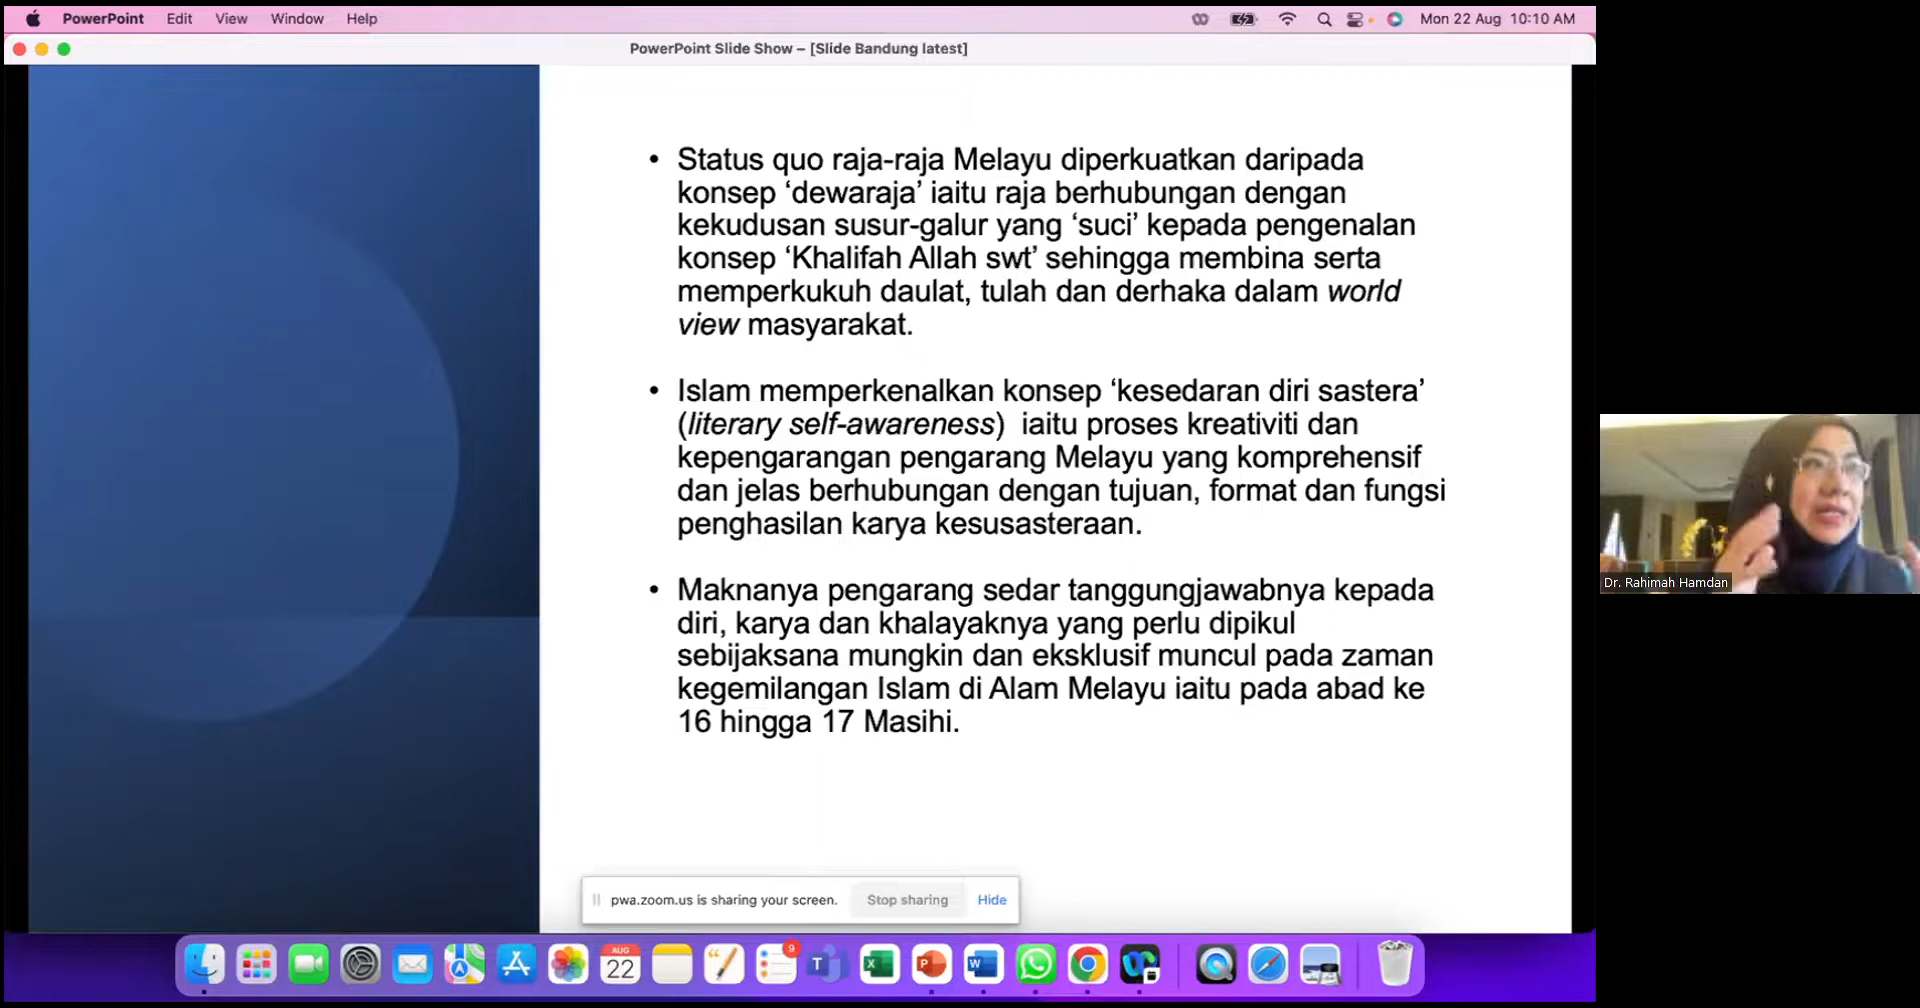 PowerPoint Edit View Window Help
Mon 22 Aug 10:10 AM
PowerPoint Slide Show – [Slide Bandung latest]
• Status quo raja-raja Melayu diperkuatkan daripada
konsep ‘dewaraja’ iaitu raja berhubungan dengan
kekudusan susur-galur yang ‘suci’ kepada pengenalan
konsep ‘Khalifah Allah swt’ sehingga membina serta
memperkukuh daulat, tulah dan derhaka dalam world
view masyarakat.
• Islam memperkenalkan konsep ‘kesedaran diri sastera’
(literary self-awareness) iaitu proses kreativiti dan
kepengarangan pengarang Melayu yang komprehensif
dan jelas berhubungan dengan tujuan, format dan fungsi
penghasilan karya kesusasteraan.
• Maknanya pengarang sedar tanggungjawabnya kepada
diri, karya dan khalayaknya yang perlu dipikul
sebijaksana mungkin dan eksklusif muncul pada zaman
kegemilangan Islam di Alam Melayu iaitu pada abad ke
16 hingga 17 Masihi.
Dr. Rahimah Hamdan
pwa.zoom.us is sharing your screen. Stop sharing Hide
AUG
22
9
T
X
P
W